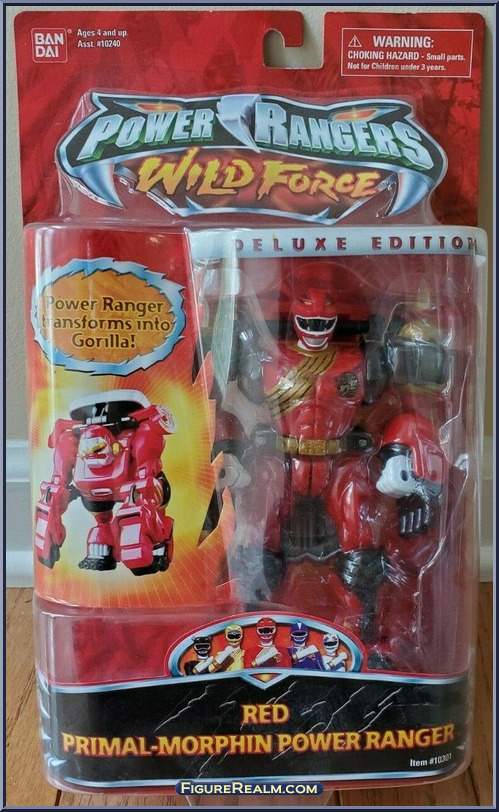 BAN
DAI
Ages 4 and up.
Asst. #10240
WARNING:
CHOKING HAZARD - Small parts.
Not for Children under 3 years.
POWER RANGERS
WILD FORCE
DELUXE EDITION
Power Ranger
transforms into
Gorilla!
RED
PRIMAL-MORPHIN POWER RANGER
Item #10301
FIGUREREALM.COM